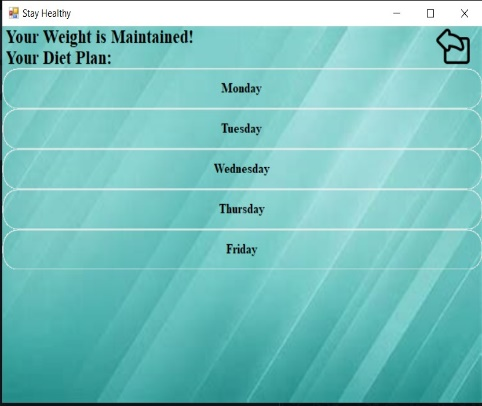 Stay Healthy
Your Weight is Maintained!
Your Diet Plan:
Monday
Tuesday
Wednesday
Thursday
Friday